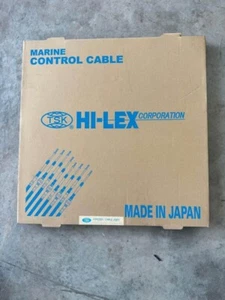 MARINE
CONTROL CABLE
TSK HI-LEX CORPORATION
MADE IN JAPAN